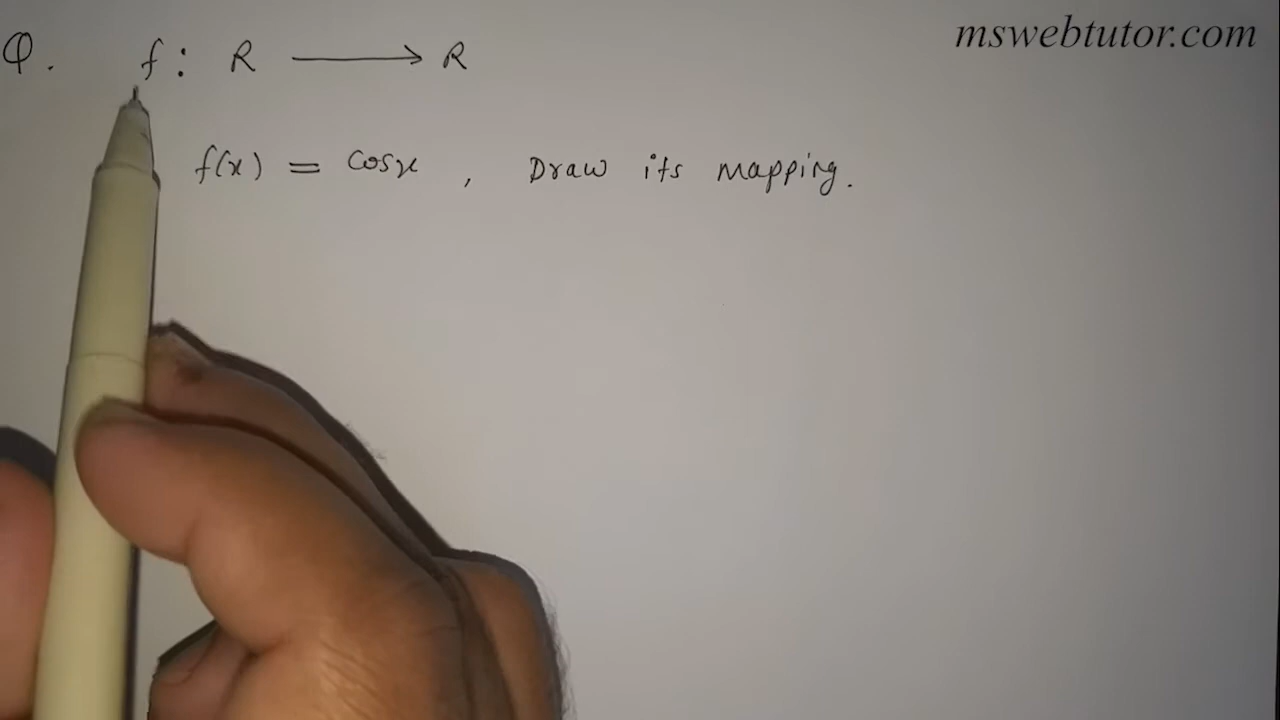 mswebtutor.com
Q. f : R ⟶ R
f(x) = cosx , Draw its mapping.